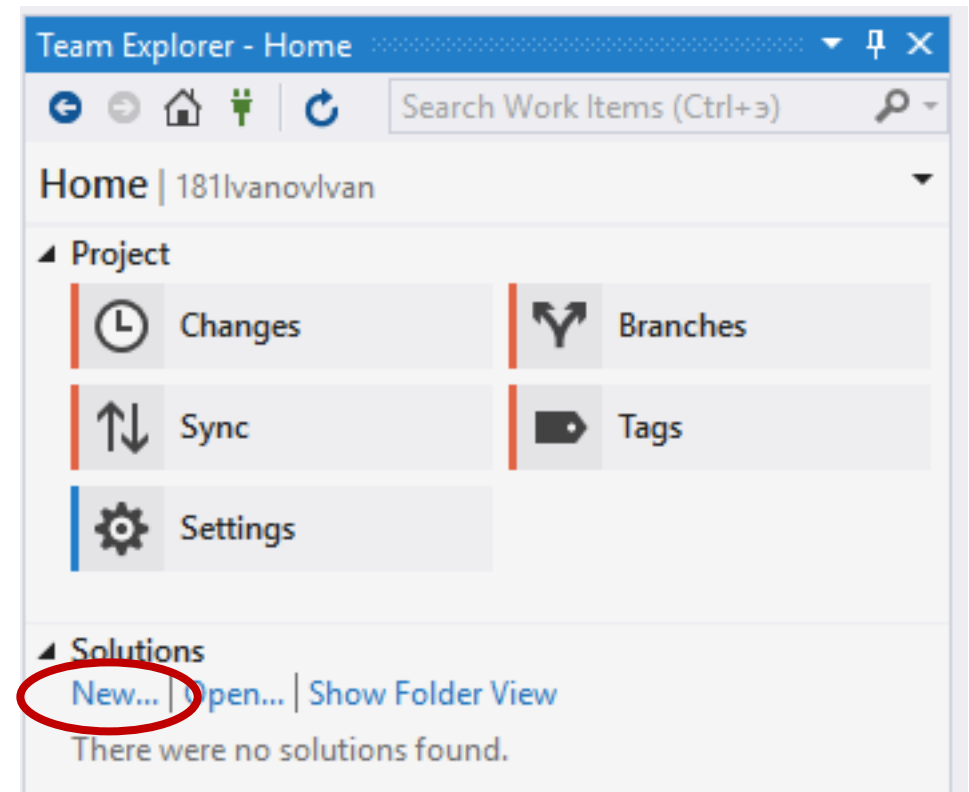 Team Explorer - Home
Search Work Items (Ctrl+э)
Home | 181IvanovIvan
Project
Changes
Branches
Sync
Tags
Settings
Solutions
New... | Open... | Show Folder View
There were no solutions found.